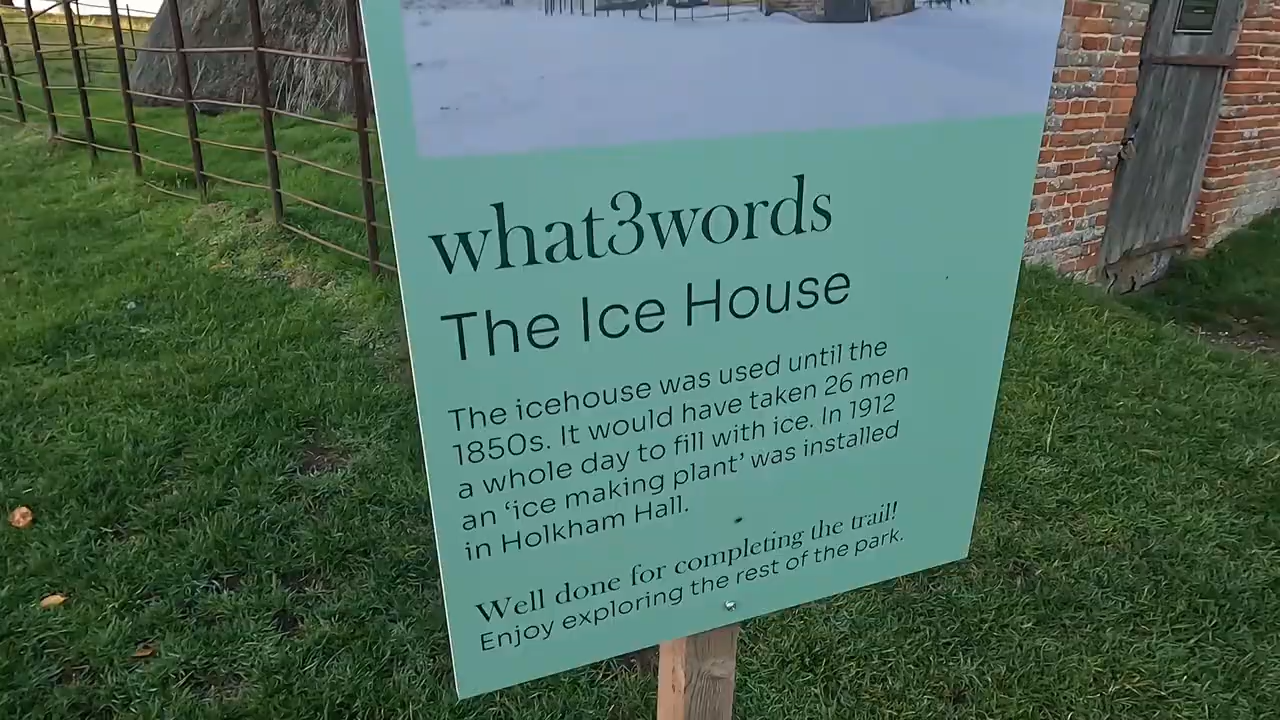 what3words
The Ice House
The icehouse was used until the
1850s. It would have taken 26 men
a whole day to fill with ice. In 1912
an ‘ice making plant’ was installed
in Holkham Hall.
Well done for completing the trail!
Enjoy exploring the rest of the park.